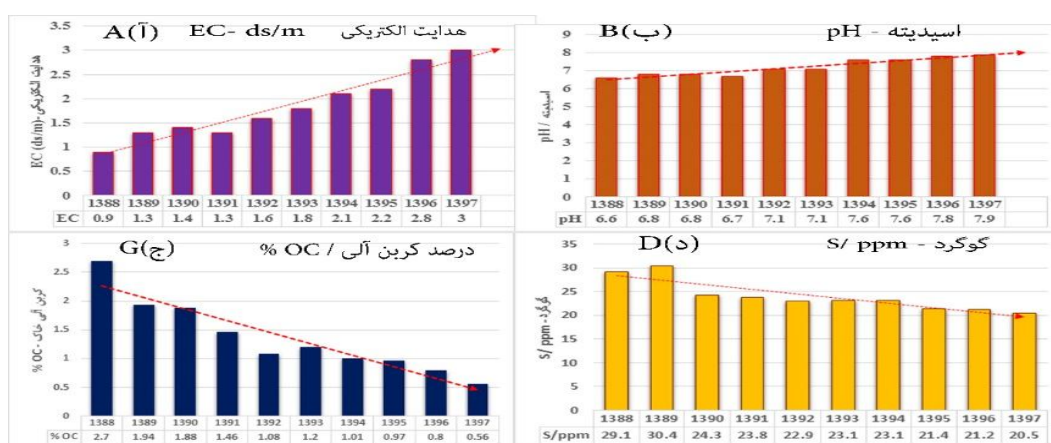 A(آ) EC- ds/m هدایت الکتریکی
EC (ds/m)-هدایت الکتریکی
3.5
3
2.5
2
1.5
1
0.5
0
1388 1389 1390 1391 1392 1393 1394 1395 1396 1397
EC 0.9 1.3 1.4 1.3 1.6 1.8 2.1 2.2 2.8 3
B(ب) pH - اسیدیته
pH / اسیدیته
9
8
7
6
5
4
3
2
1
0
1388 1389 1390 1391 1392 1393 1394 1395 1396 1397
pH 6.6 6.8 6.8 6.7 7.1 7.1 7.6 7.6 7.8 7.9
G(ج) % OC / درصد کربن آلی
% OC- کربن آلی خاک
3
2.5
2
1.5
1
0.5
0
1388 1389 1390 1391 1392 1393 1394 1395 1396 1397
% OC 2.7 1.94 1.88 1.46 1.08 1.2 1.01 0.97 0.8 0.56
D(د) S/ ppm - گوگرد
S/ ppm - گوگرد
35
30
25
20
15
10
5
0
1388 1389 1390 1391 1392 1393 1394 1395 1396 1397
S/ppm 29.1 30.4 24.3 23.8 22.9 23.1 23.1 21.4 21.2 20.5